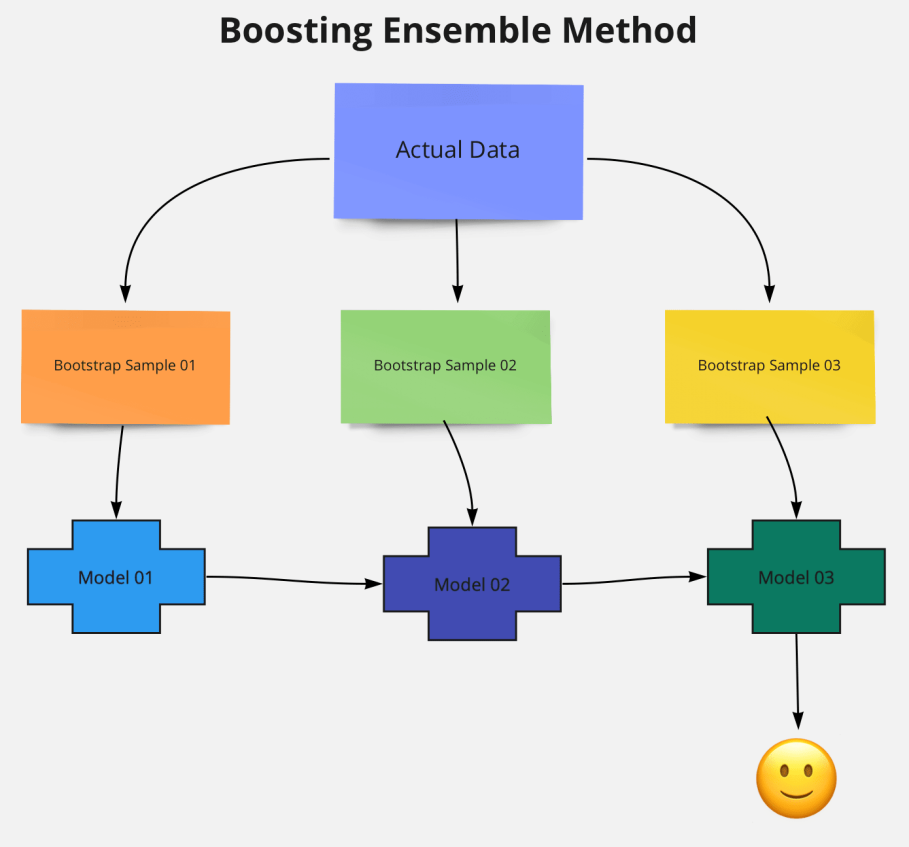 Boosting Ensemble Method
Actual Data
Bootstrap Sample 01
Bootstrap Sample 02
Bootstrap Sample 03
Model 01
Model 02
Model 03